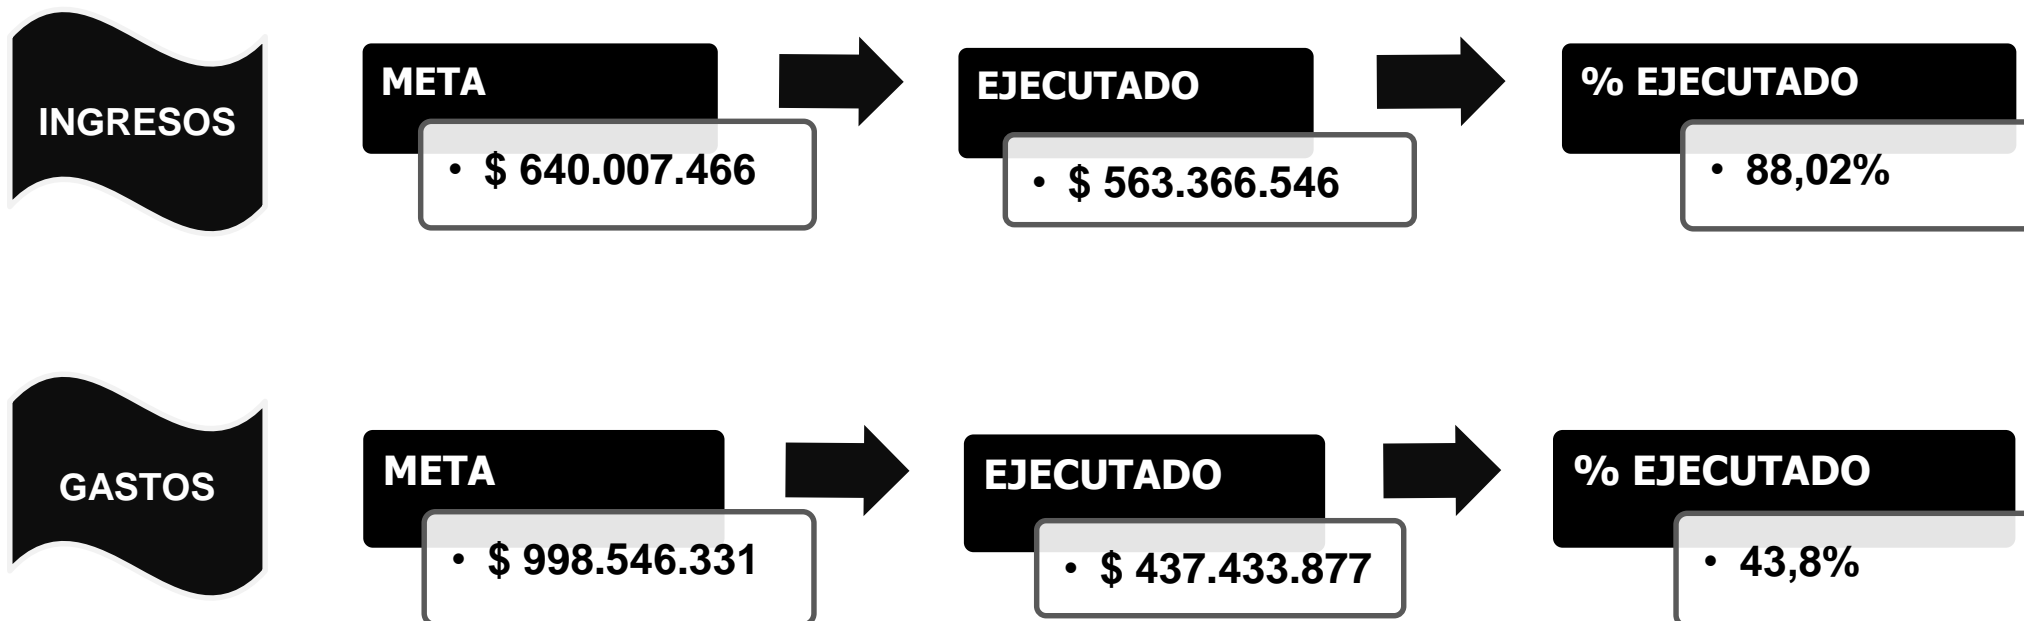 INGRESOS
META
• $ 640.007.466
EJECUTADO
• $ 563.366.546
% EJECUTADO
• 88,02%
GASTOS
META
• $ 998.546.331
EJECUTADO
• $ 437.433.877
% EJECUTADO
• 43,8%